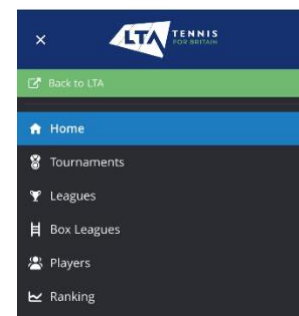 LTA TENNIS
FOR BRITAIN
Back to LTA
Home
Tournaments
Leagues
Box Leagues
Players
Ranking